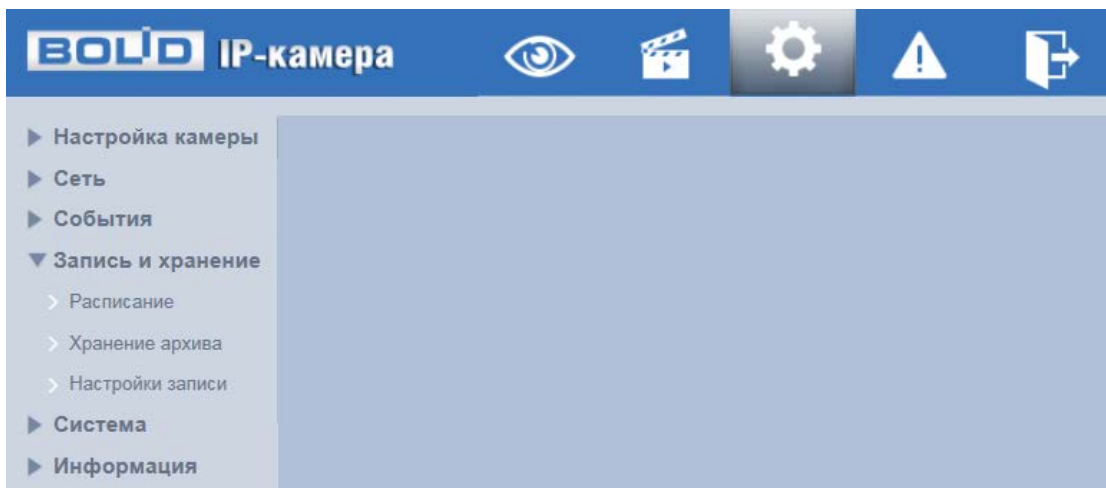 BOLID IP-камера
Настройка камеры
Сеть
События
Запись и хранение
Расписание
Хранение архива
Настройки записи
Система
Информация